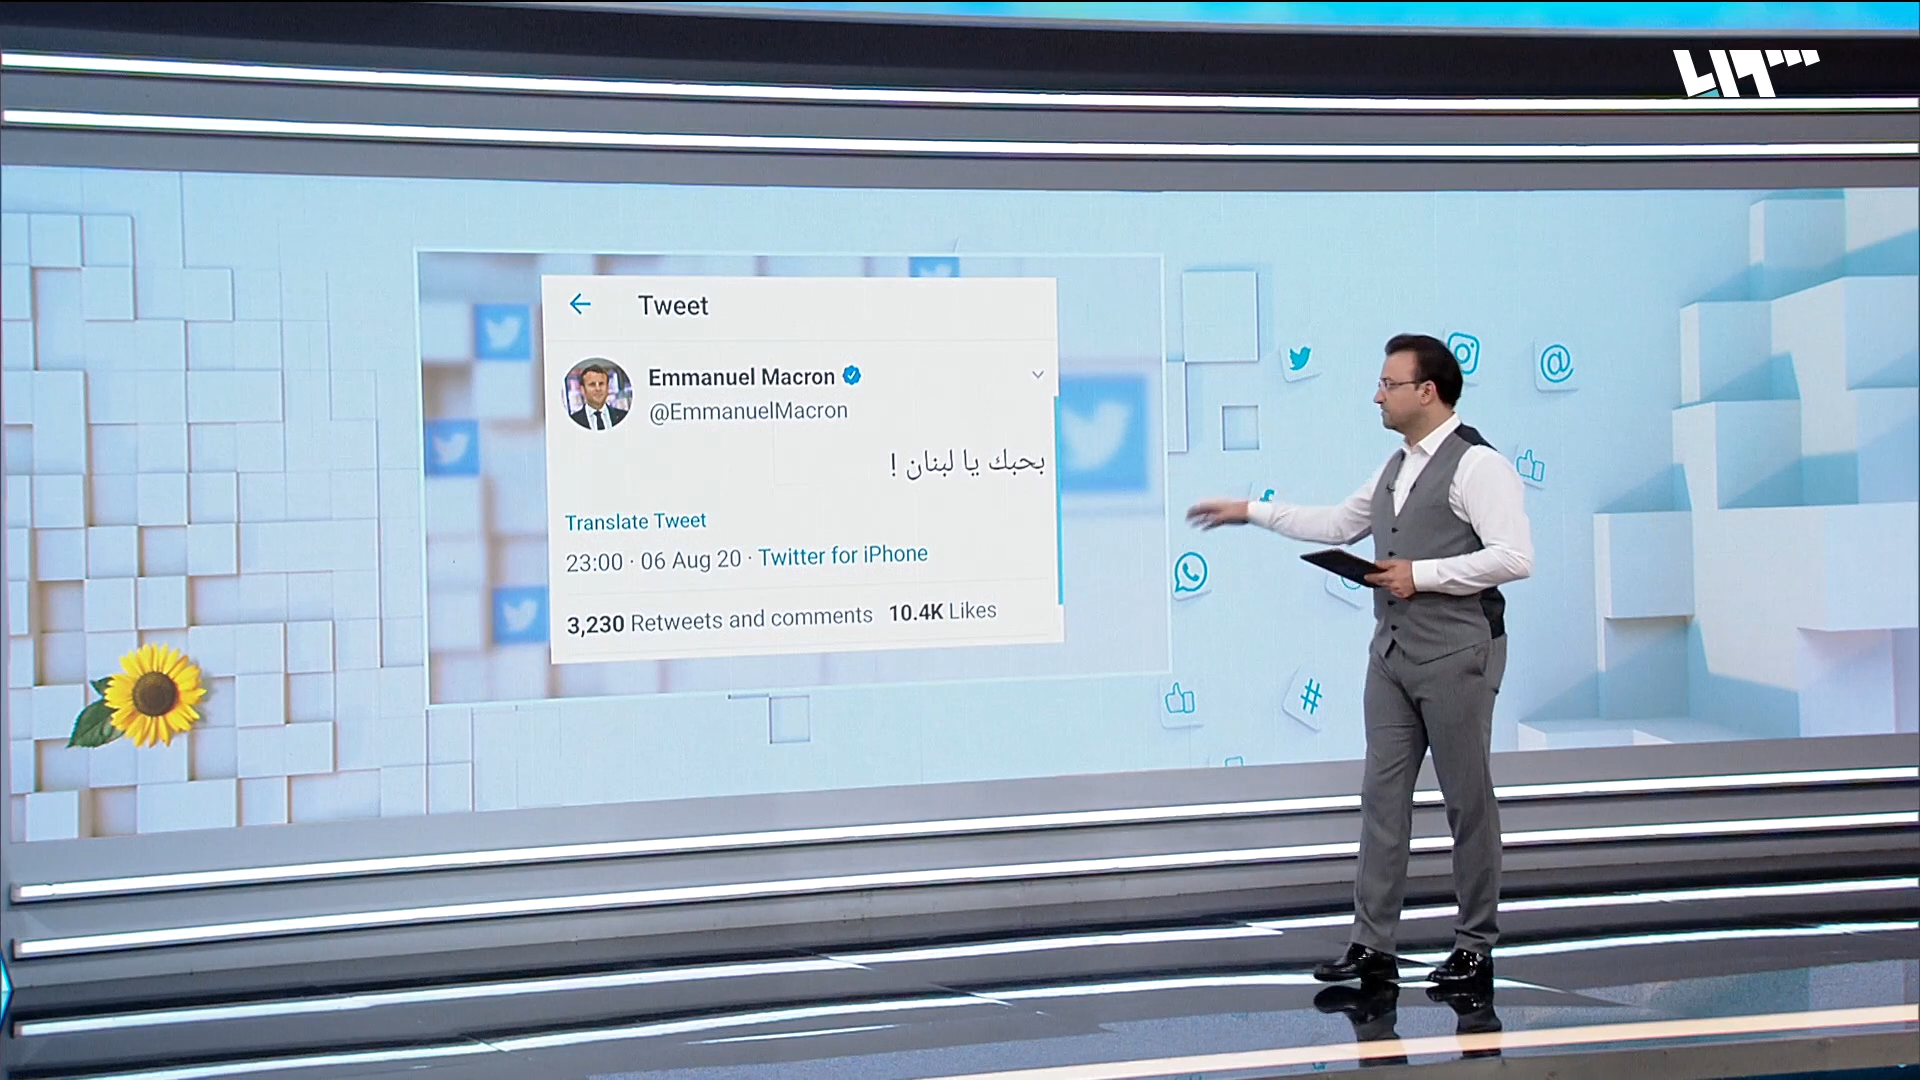 Tweet
Emmanuel Macron
@EmmanuelMacron
بحبك يا لبنان !
Translate Tweet
23:00 · 06 Aug 20 · Twitter for iPhone
3,230 Retweets and comments 10.4K Likes